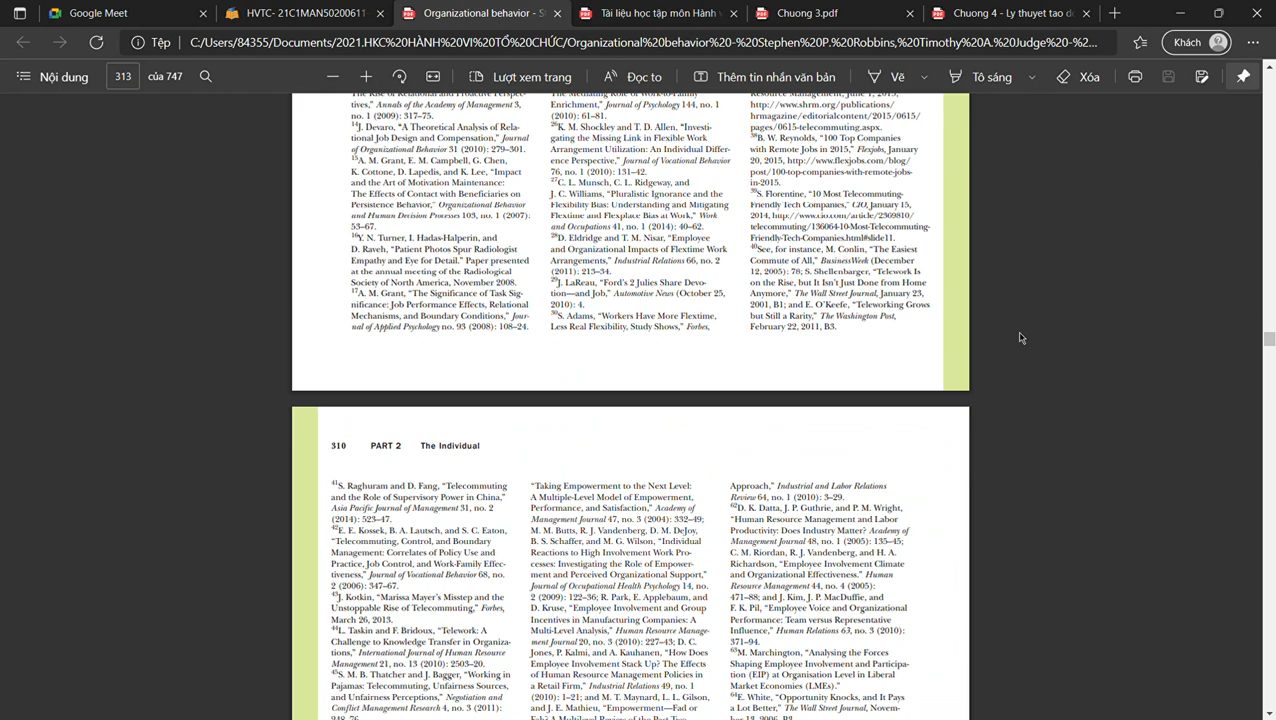 Google Meet
HVTC- 21C1MAN50200611
Organizational behavior - S
Tài liệu học tập môn Hành v
Chuong 3.pdf
Chuong 4 - Ly thuyet tao do
Tệp
C:/Users/84355/Documents/2021.HKC%20HÀNH%20VI%20TỔ%20CHỨC/Organizational%20behavior%20-%20Stephen%20P.%20Robbins,%20Timothy%20A.%20Judge%20-%2...
Khách
Nội dung
313
của 747
Lượt xem trang
Đọc to
Thêm tin nhắn văn bản
Vẽ
Tô sáng
Xóa
The Rise of Relational and Proactive Perspec-
tives,” Annals of the Academy of Management 3,
no. 1 (2009): 317–75.
14J. Devaro, “A Theoretical Analysis of Rela-
tional Job Design and Compensation,” Journal
of Organizational Behavior 31 (2010): 279–301.
15A. M. Grant, E. M. Campbell, G. Chen,
K. Cottone, D. Lapedis, and K. Lee, “Impact
and the Art of Motivation Maintenance:
The Effects of Contact with Beneficiaries on
Persistence Behavior,” Organizational Behavior
and Human Decision Processes 103, no. 1 (2007):
53–67.
16Y. N. Turner, I. Hadas-Halperin, and
D. Raveh, “Patient Photos Spur Radiologist
Empathy and Eye for Detail.” Paper presented
at the annual meeting of the Radiological
Society of North America, November 2008.
17A. M. Grant, “The Significance of Task Sig-
nificance: Job Performance Effects, Relational
Mechanisms, and Boundary Conditions,” Jour-
nal of Applied Psychology no. 93 (2008): 108–24.
The Mediating Role of Work-to-Family
Enrichment,” Journal of Psychology 144, no. 1
(2010): 61–81.
26K. M. Shockley and T. D. Allen, “Investi-
gating the Missing Link in Flexible Work
Arrangement Utilization: An Individual Differ-
ence Perspective,” Journal of Vocational Behavior
76, no. 1 (2010): 131–42.
27C. L. Munsch, C. L. Ridgeway, and
J. C. Williams, “Pluralistic Ignorance and the
Flexibility Bias: Understanding and Mitigating
Flextime and Flexplace Bias at Work,” Work
and Occupations 41, no. 1 (2014): 40–62.
28D. Eldridge and T. M. Nisar, “Employee
and Organizational Impacts of Flextime Work
Arrangements,” Industrial Relations 66, no. 2
(2011): 213–34.
29J. LaReau, “Ford’s 2 Julies Share Devo-
tion—and Job,” Automotive News (October 25,
2010): 4.
30S. Adams, “Workers Have More Flextime,
Less Real Flexibility, Study Shows,” Forbes,
Resource Management, June 1, 2015,
http://www.shrm.org/publications/
hrmagazine/editorialcontent/2015/0615/
pages/0615-telecommuting.aspx.
38B. W. Reynolds, “100 Top Companies
with Remote Jobs in 2015,” Flexjobs, January
20, 2015, http://www.flexjobs.com/blog/
post/100-top-companies-with-remote-jobs-
in-2015.
39S. Florentine, “10 Most Telecommuting-
Friendly Tech Companies,” CIO, January 15,
2014, http://www.cio.com/article/2369810/
telecommuting/136064-10-Most-Telecommuting-
Friendly-Tech-Companies.html#slide11.
40See, for instance, M. Conlin, “The Easiest
Commute of All,” BusinessWeek (December
12, 2005): 78; S. Shellenbarger, “Telework Is
on the Rise, but It Isn’t Just Done from Home
Anymore,” The Wall Street Journal, January 23,
2001, B1; and E. O’Keefe, “Teleworking Grows
but Still a Rarity,” The Washington Post,
February 22, 2011, B3.
310 PART 2 The Individual
41S. Raghuram and D. Fang, “Telecommuting
and the Role of Supervisory Power in China,”
Asia Pacific Journal of Management 31, no. 2
(2014): 523–47.
42E. E. Kossek, B. A. Lautsch, and S. C. Eaton,
“Telecommuting, Control, and Boundary
Management: Correlates of Policy Use and
Practice, Job Control, and Work-Family Effec-
tiveness,” Journal of Vocational Behavior 68, no.
2 (2006): 347–67.
43J. Kotkin, “Marissa Mayer’s Misstep and the
Unstoppable Rise of Telecommuting,” Forbes,
March 26, 2013.
44L. Taskin and F. Bridoux, “Telework: A
Challenge to Knowledge Transfer in Organiza-
tions,” International Journal of Human Resource
Management 21, no. 13 (2010): 2503–20.
45S. M. B. Thatcher and J. Bagger, “Working in
Pajamas: Telecommuting, Unfairness Sources,
and Unfairness Perceptions,” Negotiation and
Conflict Management Research 4, no. 3 (2011):
248–76.
“Taking Empowerment to the Next Level:
A Multiple-Level Model of Empowerment,
Performance, and Satisfaction,” Academy of
Management Journal 47, no. 3 (2004): 332–49;
M. M. Butts, R. J. Vandenberg, D. M. DeJoy,
B. S. Schaffer, and M. G. Wilson, “Individual
Reactions to High Involvement Work Pro-
cesses: Investigating the Role of Empower-
ment and Perceived Organizational Support,”
Journal of Occupational Health Psychology 14, no.
2 (2009): 122–36; R. Park, E. Applebaum, and
D. Kruse, “Employee Involvement and Group
Incentives in Manufacturing Companies: A
Multi-Level Analysis,” Human Resource Manage-
ment Journal 20, no. 3 (2010): 227–43; D. C.
Jones, P. Kalmi, and A. Kauhanen, “How Does
Employee Involvement Stack Up? The Effects
of Human Resource Management Policies in
a Retail Firm,” Industrial Relations 49, no. 1
(2010): 1–21; and M. T. Maynard, L. L. Gilson,
and J. E. Mathieu, “Empowerment—Fad or
Fab? A Multilevel Review of the Past Two
Approach,” Industrial and Labor Relations
Review 64, no. 1 (2010): 3–29.
62D. K. Datta, J. P. Guthrie, and P. M. Wright,
“Human Resource Management and Labor
Productivity: Does Industry Matter? Academy of
Management Journal 48, no. 1 (2005): 135–45;
C. M. Riordan, R. J. Vandenberg, and H. A.
Richardson, “Employee Involvement Climate
and Organizational Effectiveness.” Human
Resource Management 44, no. 4 (2005):
471–88; and J. Kim, J. P. MacDuffie, and
F. K. Pil, “Employee Voice and Organizational
Performance: Team versus Representative
Influence,” Human Relations 63, no. 3 (2010):
371–94.
63M. Marchington, “Analysing the Forces
Shaping Employee Involvement and Participa-
tion (EIP) at Organisation Level in Liberal
Market Economies (LMEs).”
64E. White, “Opportunity Knocks, and It Pays
a Lot Better,” The Wall Street Journal, Novem-
ber 13, 2006, B3.